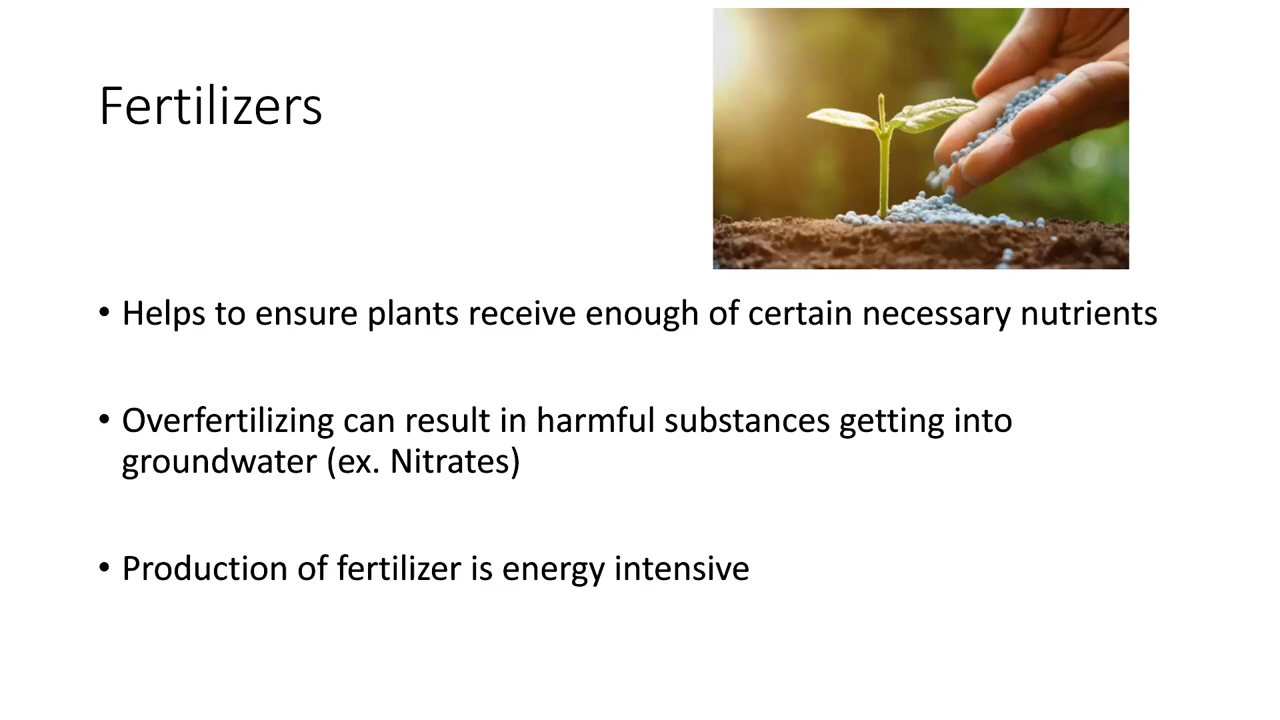 Fertilizers
• Helps to ensure plants receive enough of certain necessary nutrients
• Overfertilizing can result in harmful substances getting into
groundwater (ex. Nitrates)
• Production of fertilizer is energy intensive